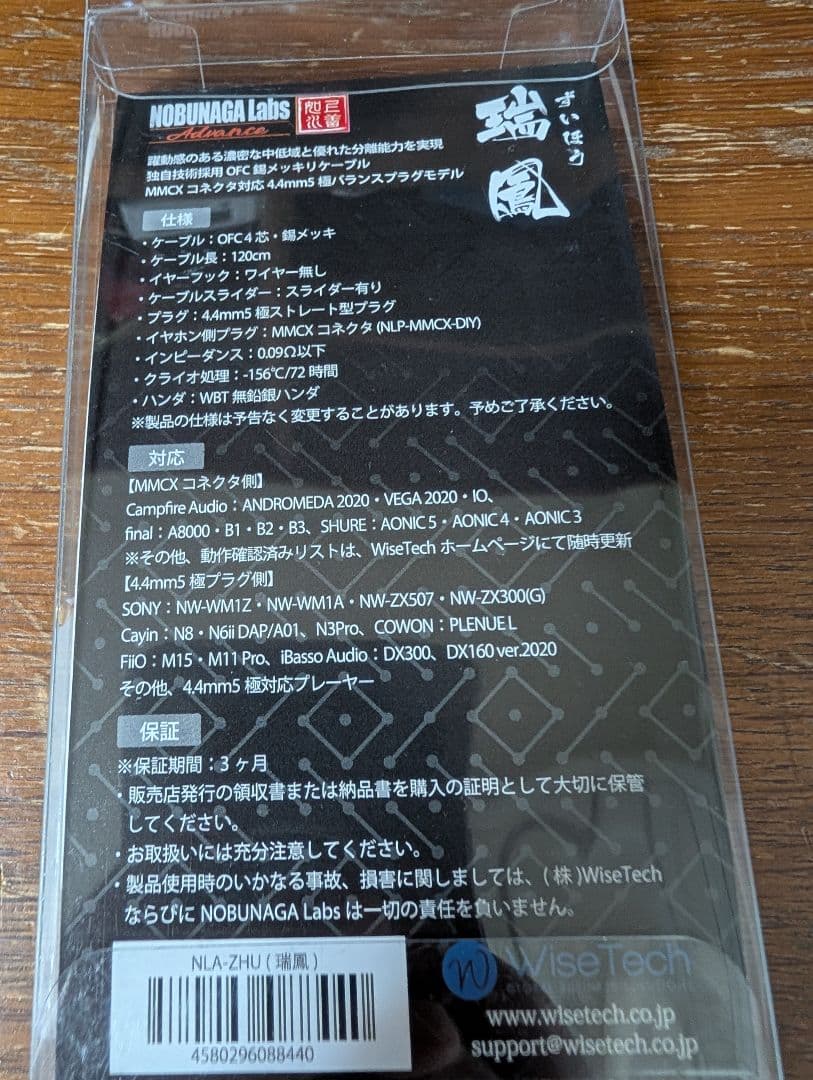 NOBUNAGA Labs
Advance
瑞鳳
ずいほう
躍動感のある濃密な中低域と優れた分離能力を実現
独自技術採用 OFC 錫メッキリケーブル
MMCX コネクタ対応 4.4mm5 極バランスプラグモデル
仕様
・ケーブル：OFC4 芯・錫メッキ
・ケーブル長：120cm
・イヤーフック：ワイヤー無し
・ケーブルスライダー：スライダー有り
・プラグ：4.4mm5 極ストレート型プラグ
・イヤホン側プラグ：MMCX コネクタ (NLP-MMCX-DIY)
・インピーダンス：0.09Ω以下
・クライオ処理：-156℃/72 時間
・ハンダ：WBT 無鉛銀ハンダ
※製品の仕様は予告なく変更することがあります。予めご了承ください。
対応
【MMCX コネクタ側】
Campfire Audio：ANDROMEDA 2020・VEGA 2020・IO、
final：A8000・B1・B2・B3、SHURE：AONIC 5・AONIC 4・AONIC 3
※その他、動作確認済みリストは、WiseTech ホームページにて随時更新
【4.4mm5 極プラグ側】
SONY：NW-WM1Z・NW-WM1A・NW-ZX507・NW-ZX300(G)
Cayin：N8・N6ii DAP/A01、N3Pro、COWON：PLENUE L
FiiO：M15・M11 Pro、iBasso Audio：DX300、DX160 ver.2020
その他、4.4mm5 極対応プレーヤー
保証
※保証期間：3 ヶ月
・販売店発行の領収書または納品書を購入の証明として大切に保管
してください。
・お取扱いには充分注意してください。
・製品使用時のいかなる事故、損害に関しましては、(株)WiseTech
ならびに NOBUNAGA Labs は一切の責任を負いません。
NLA-ZHU ( 瑞鳳 )
4580296088440
WiseTech
www.wisetech.co.jp
support@wisetech.co.jp